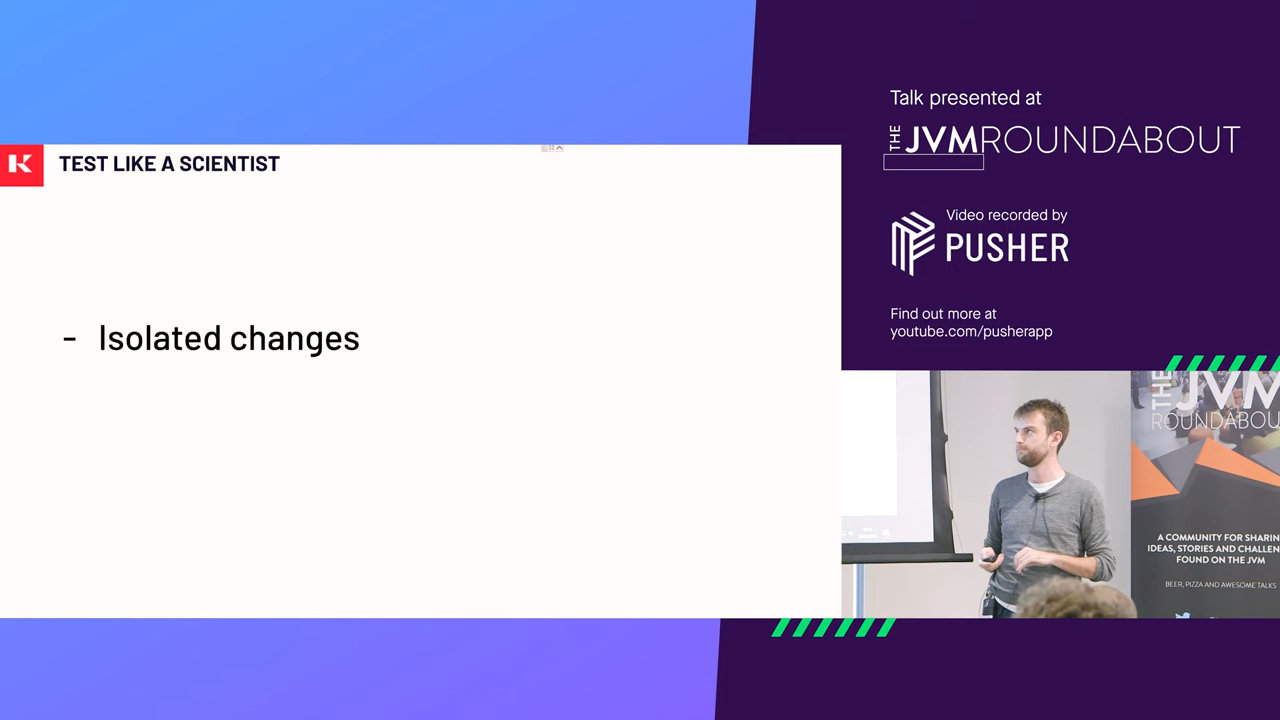 K
TEST LIKE A SCIENTIST
- Isolated changes
Talk presented at
THE JVMROUNDABOUT
Video recorded by
PUSHER
Find out more at
youtube.com/pusherapp
THE JVM
ROUNDABOU
A COMMUNITY FOR SHARIN
IDEAS, STORIES AND CHALLEN
FOUND ON THE JVM
BEER, PIZZA AND AWESOME TALKS